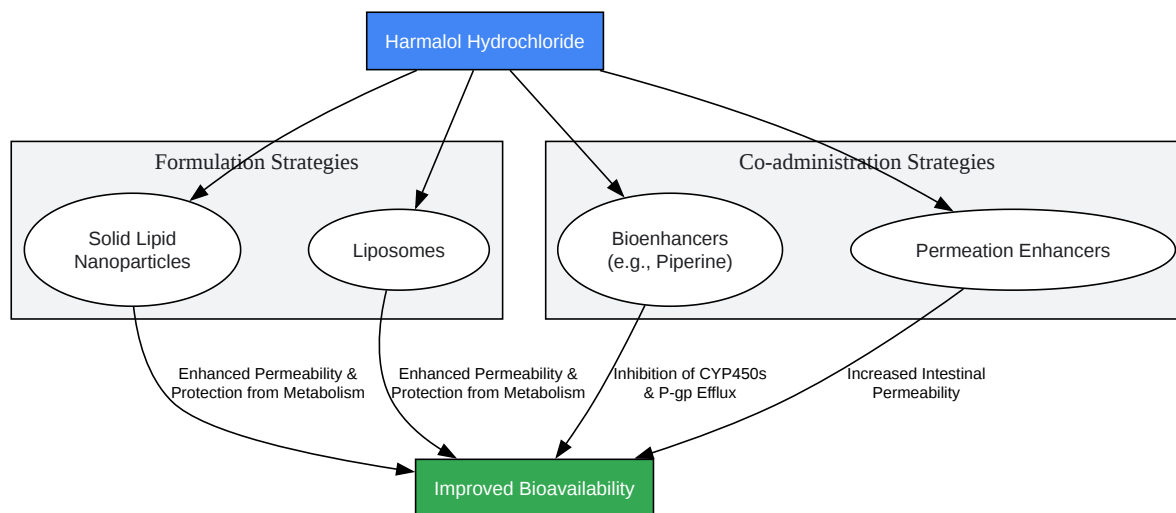 Harmalol Hydrochloride
Formulation Strategies
Co-administration Strategies
Solid Lipid
Nanoparticles
Liposomes
Bioenhancers
(e.g., Piperine)
Permeation Enhancers
Enhanced Permeability &
Protection from Metabolism
Enhanced Permeability &
Protection from Metabolism
Inhibition of CYP450s
& P-gp Efflux
Increased Intestinal
Permeability
Improved Bioavailability